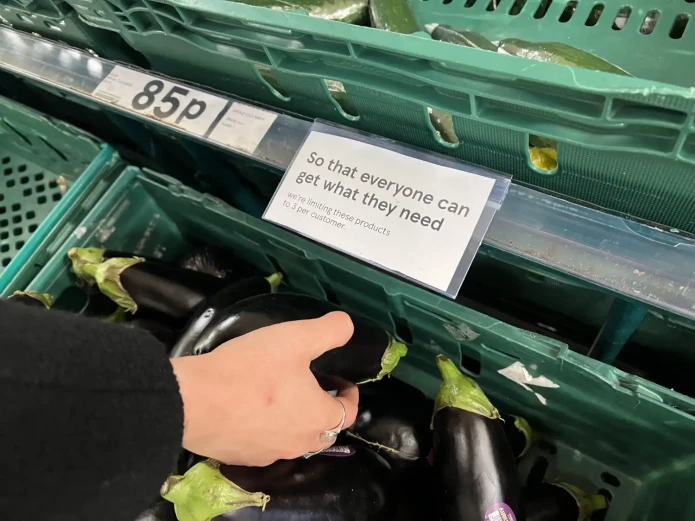 85p
So that everyone can
get what they need
we're limiting these products
to 3 per customer.